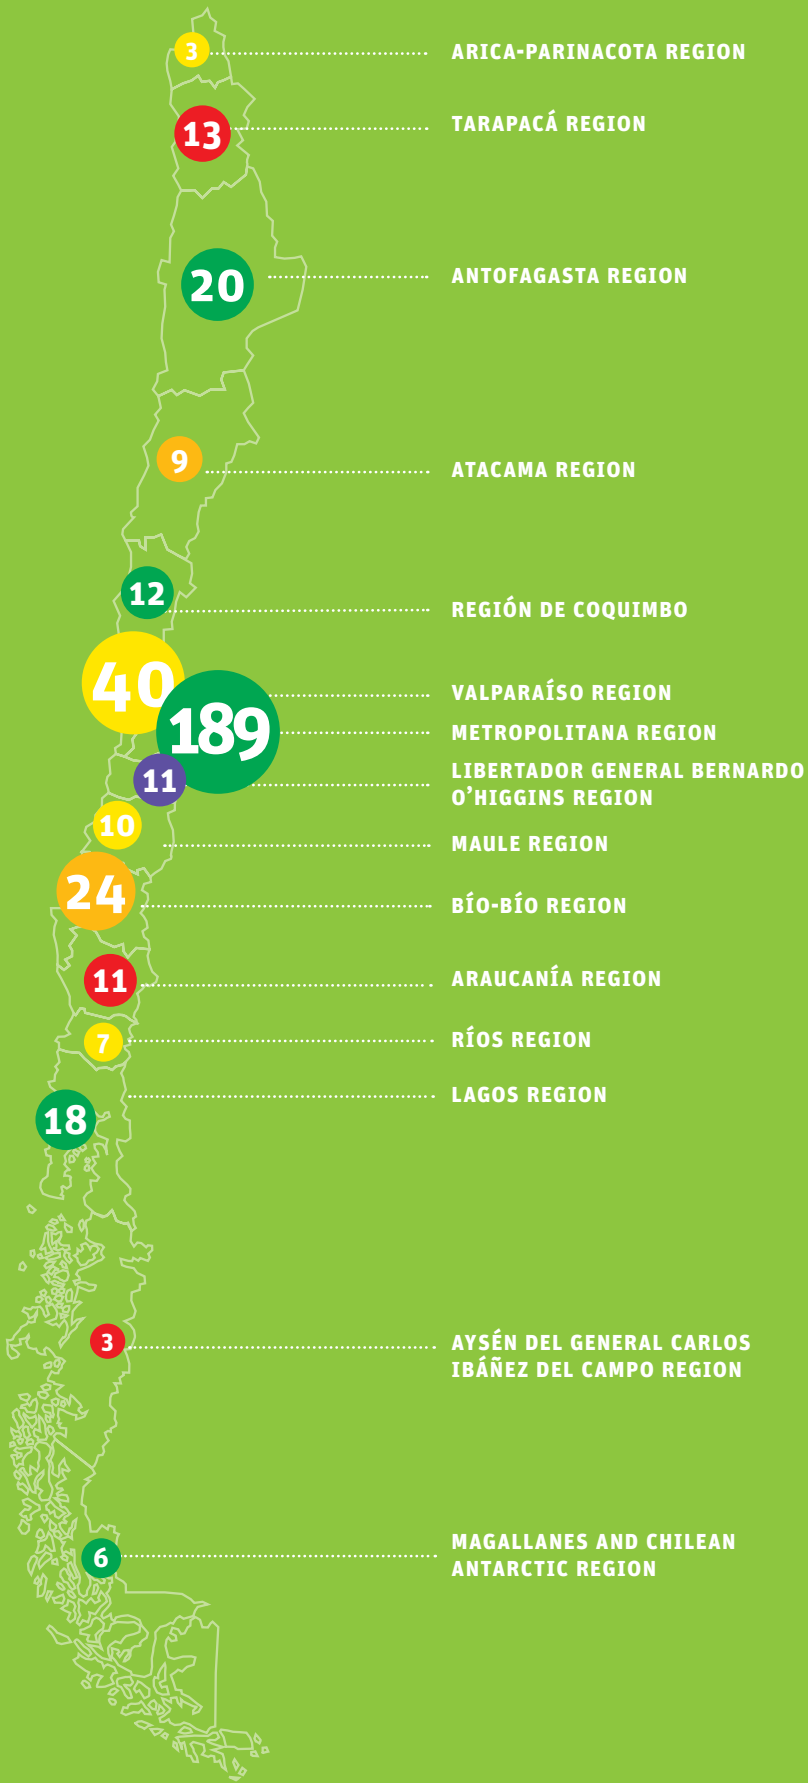 3 ARICA-PARINACOTA REGION
13 TARAPACÁ REGION
20 ANTOFAGASTA REGION
9 ATACAMA REGION
12 REGIÓN DE COQUIMBO
40 VALPARAÍSO REGION
189 METROPOLITANA REGION
11 LIBERTADOR GENERAL BERNARDO
O’HIGGINS REGION
10 MAULE REGION
24 BÍO-BÍO REGION
11 ARAUCANÍA REGION
7 RÍOS REGION
18 LAGOS REGION
3 AYSÉN DEL GENERAL CARLOS
IBÁÑEZ DEL CAMPO REGION
6 MAGALLANES AND CHILEAN
ANTARCTIC REGION